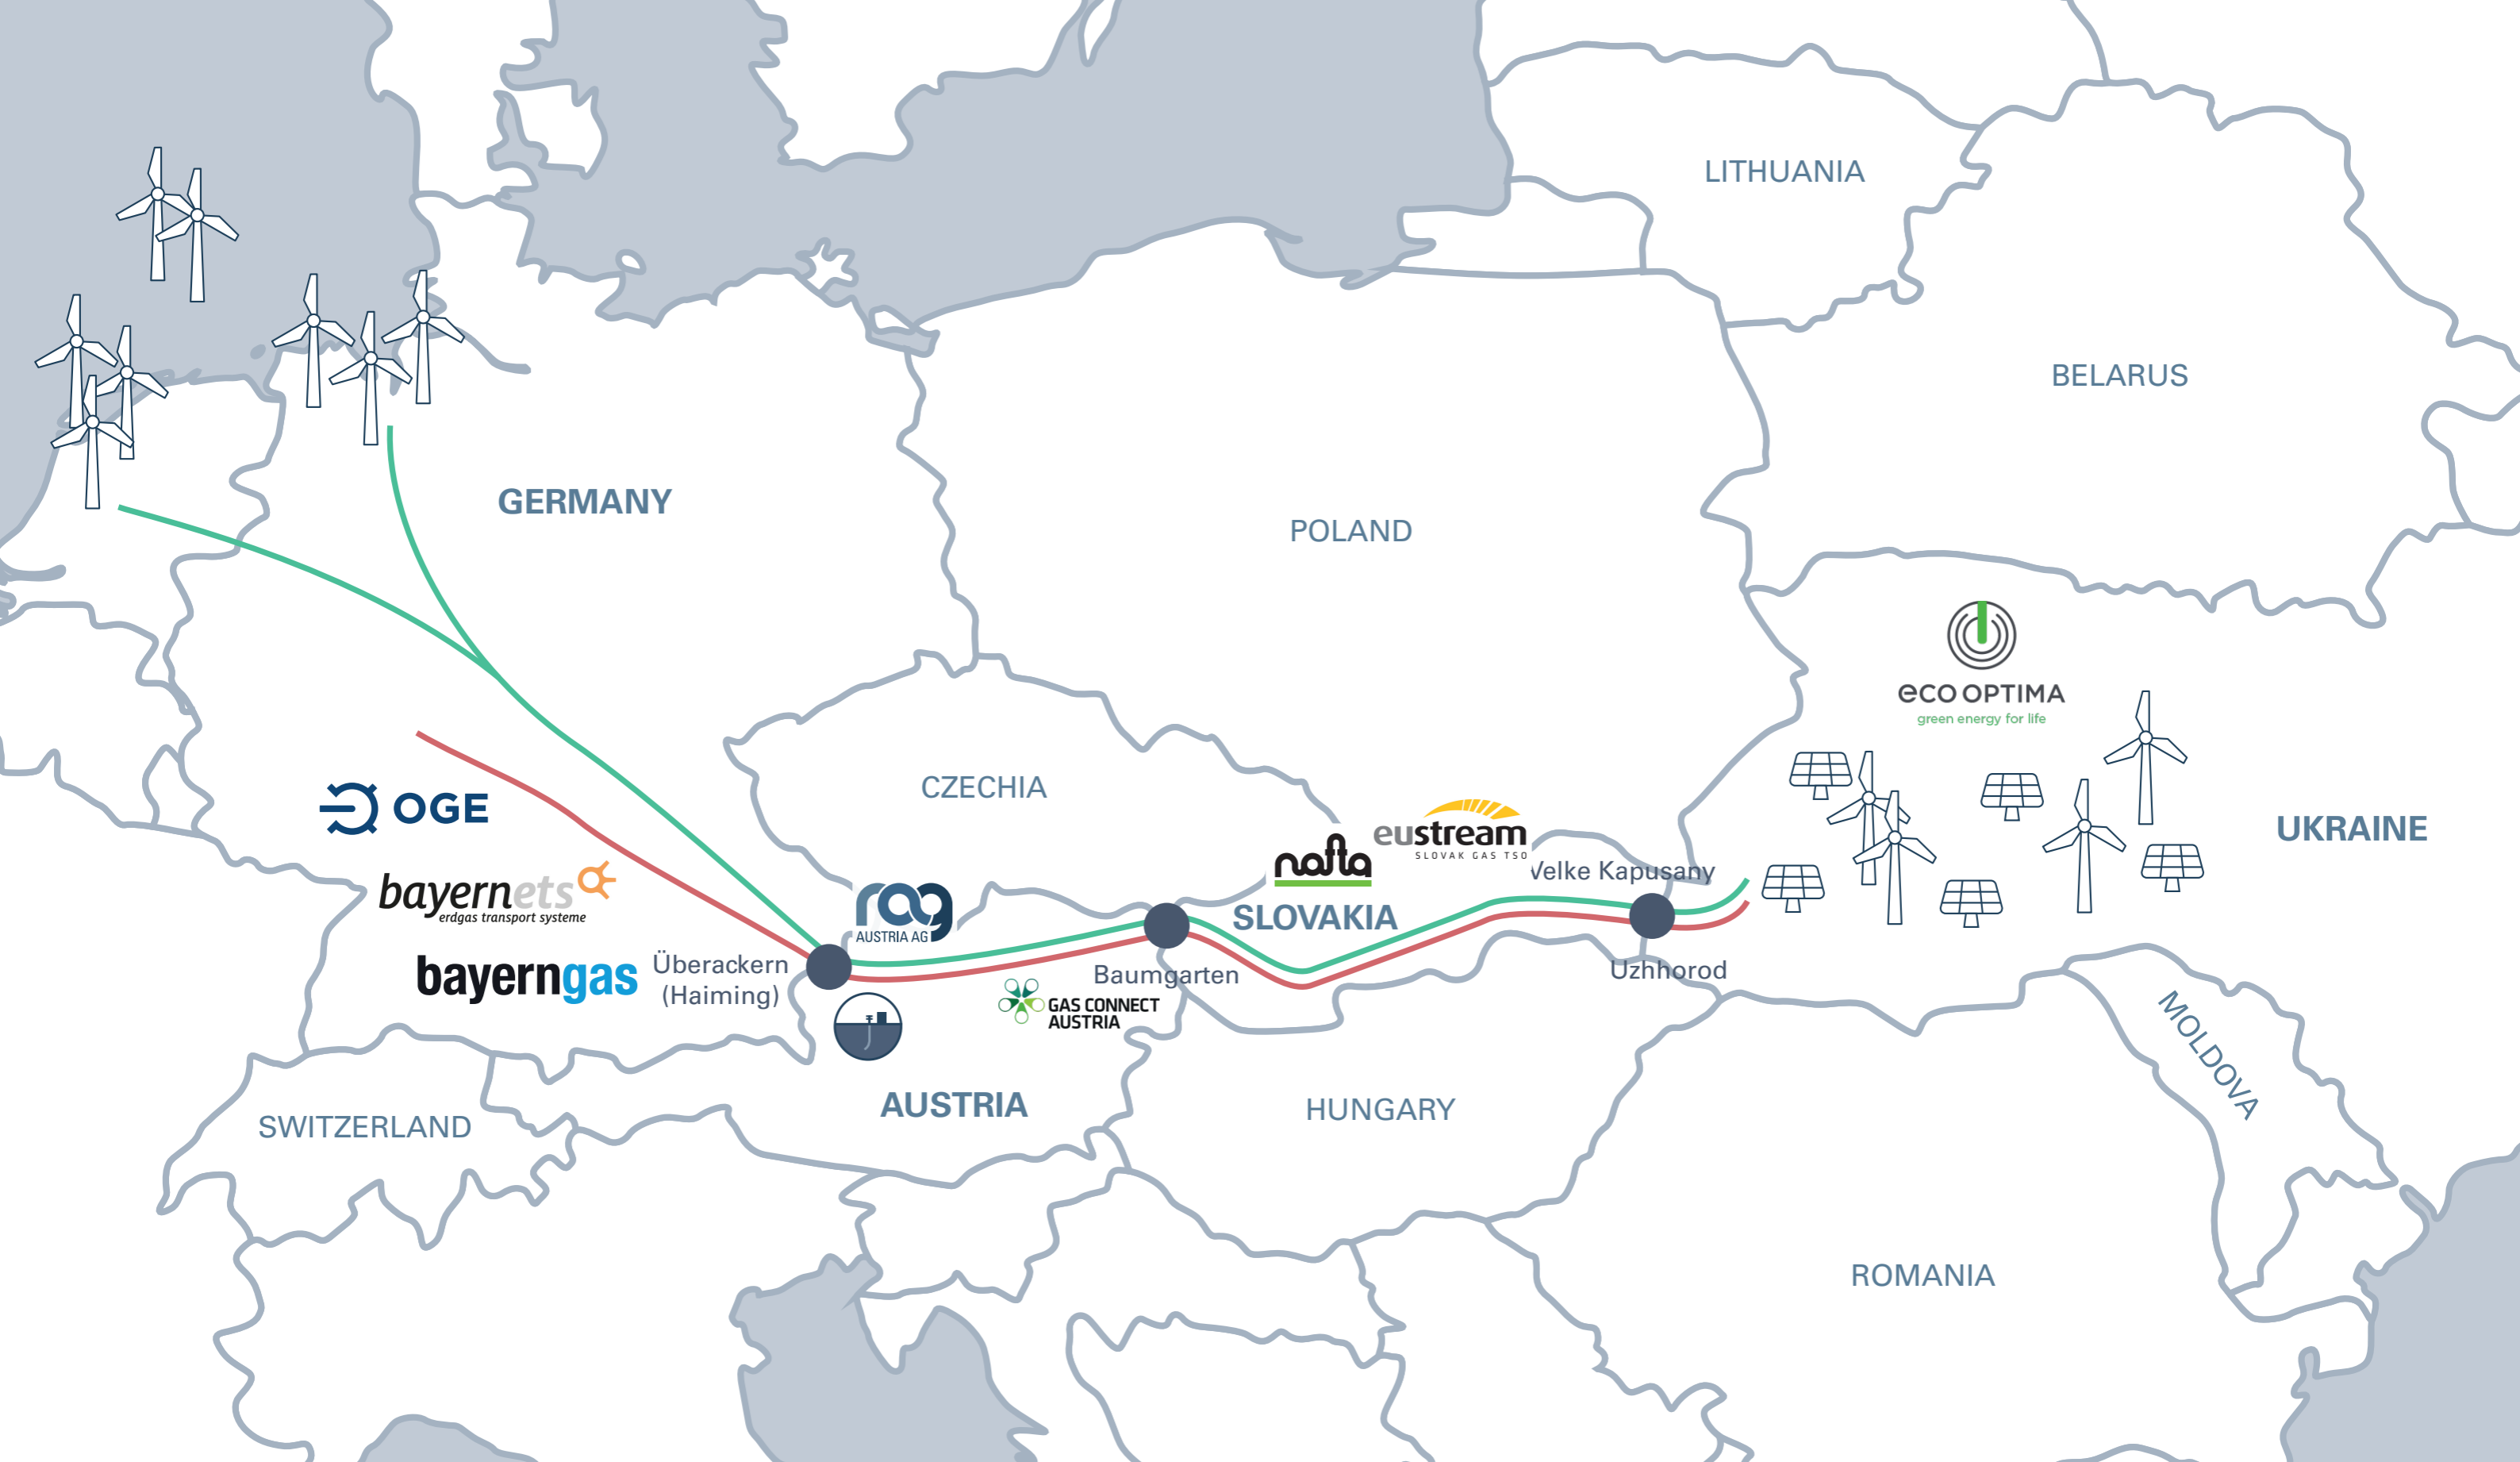 LITHUANIA
BELARUS
GERMANY
POLAND
eco OPTIMA
green energy for life
CZECHIA
OGE
eustream
SLOVAK GAS TSO
UKRAINE
nafta
Velke Kapusany
bayernets
erdgas transport systeme
rag
AUSTRIA AG
SLOVAKIA
bayerngas
Überackern
(Haiming)
Baumgarten
Uzhhorod
GAS CONNECT
AUSTRIA
MOLDOVA
AUSTRIA
HUNGARY
SWITZERLAND
ROMANIA